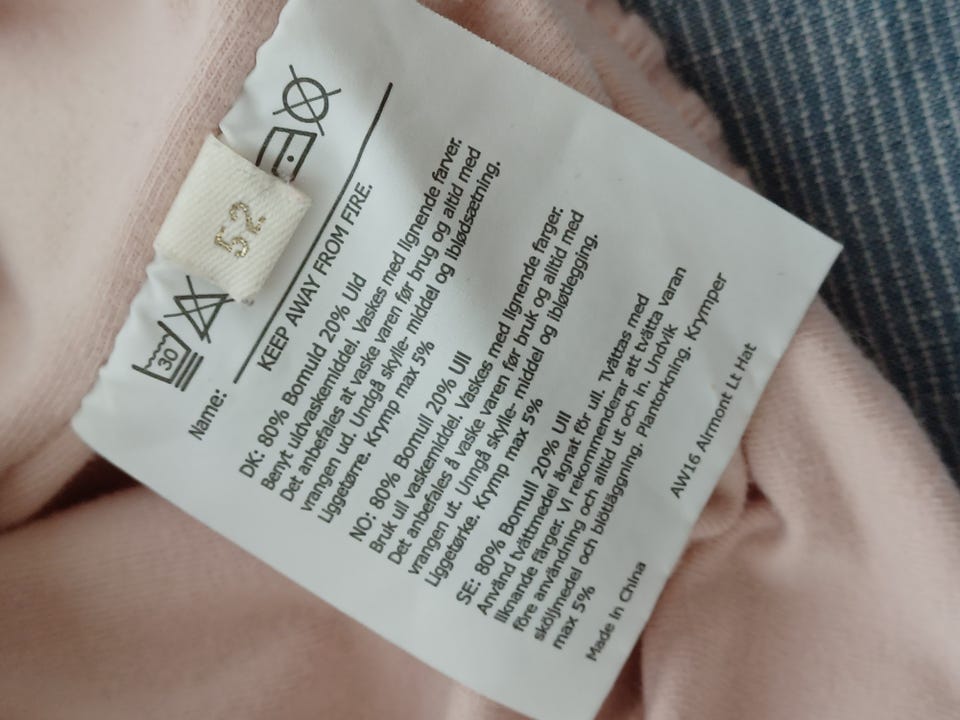 52
30
Name:
KEEP AWAY FROM FIRE.
DK: 80% Bomuld 20% Uld
Benyt uldvaskemiddel. Vaskes med lignende farver.
Det anbefales at vaske varen før brug og altid med
vrangen ud. Undgå skylle- middel og Iblødsætning.
Liggetørre. Krymp max 5%
NO: 80% Bomull 20% Ull
Bruk ull vaskemiddel. Vaskes med lignende farger.
Det anbefales å vaske varen før bruk og altid med
vrangen ut. Unngå skylle- middel og ibløtlegging.
Liggetørke. Krymp max 5%
SE: 80% Bomull 20% Ull
Använd tvättmedel ägnat för ull. Tvättas med
liknande färger. Vi rekommenderar att tvätta varan
före användning och alltid ut och in. Undvik
sköljmedel och blötläggning. Plantorkning. Krymper
max 5%
Made in China
AW16 Airmont Lt Hat